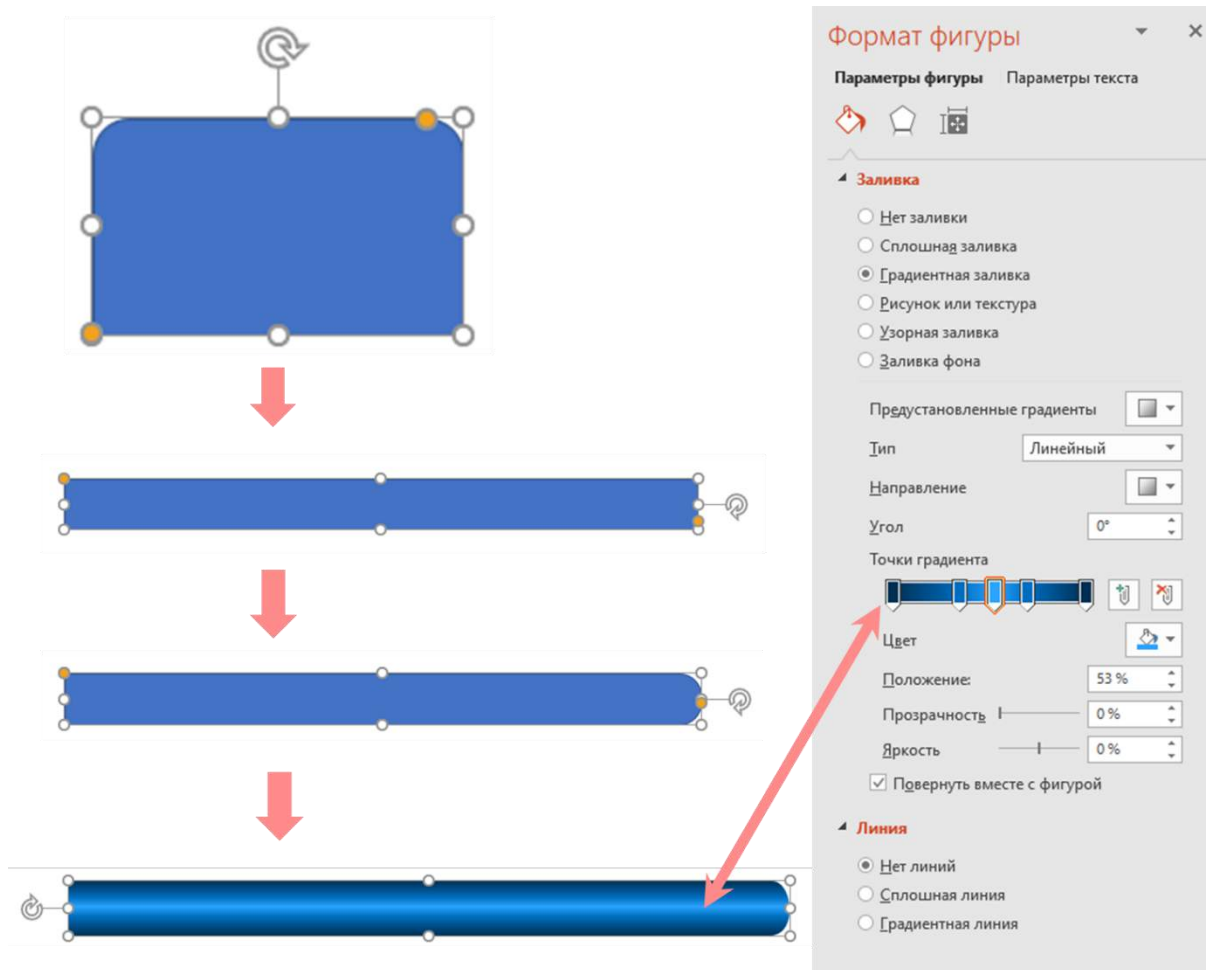 Формат фигуры
Параметры фигуры Параметры текста
Заливка
Нет заливки
Сплошная заливка
Градиентная заливка
Рисунок или текстура
Узорная заливка
Заливка фона
Предустановленные градиенты
Тип Линейный
Направление
Угол 0°
Точки градиента
Цвет
Положение: 53 %
Прозрачность 0 %
Яркость 0 %
Повернуть вместе с фигурой
Линия
Нет линий
Сплошная линия
Градиентная линия